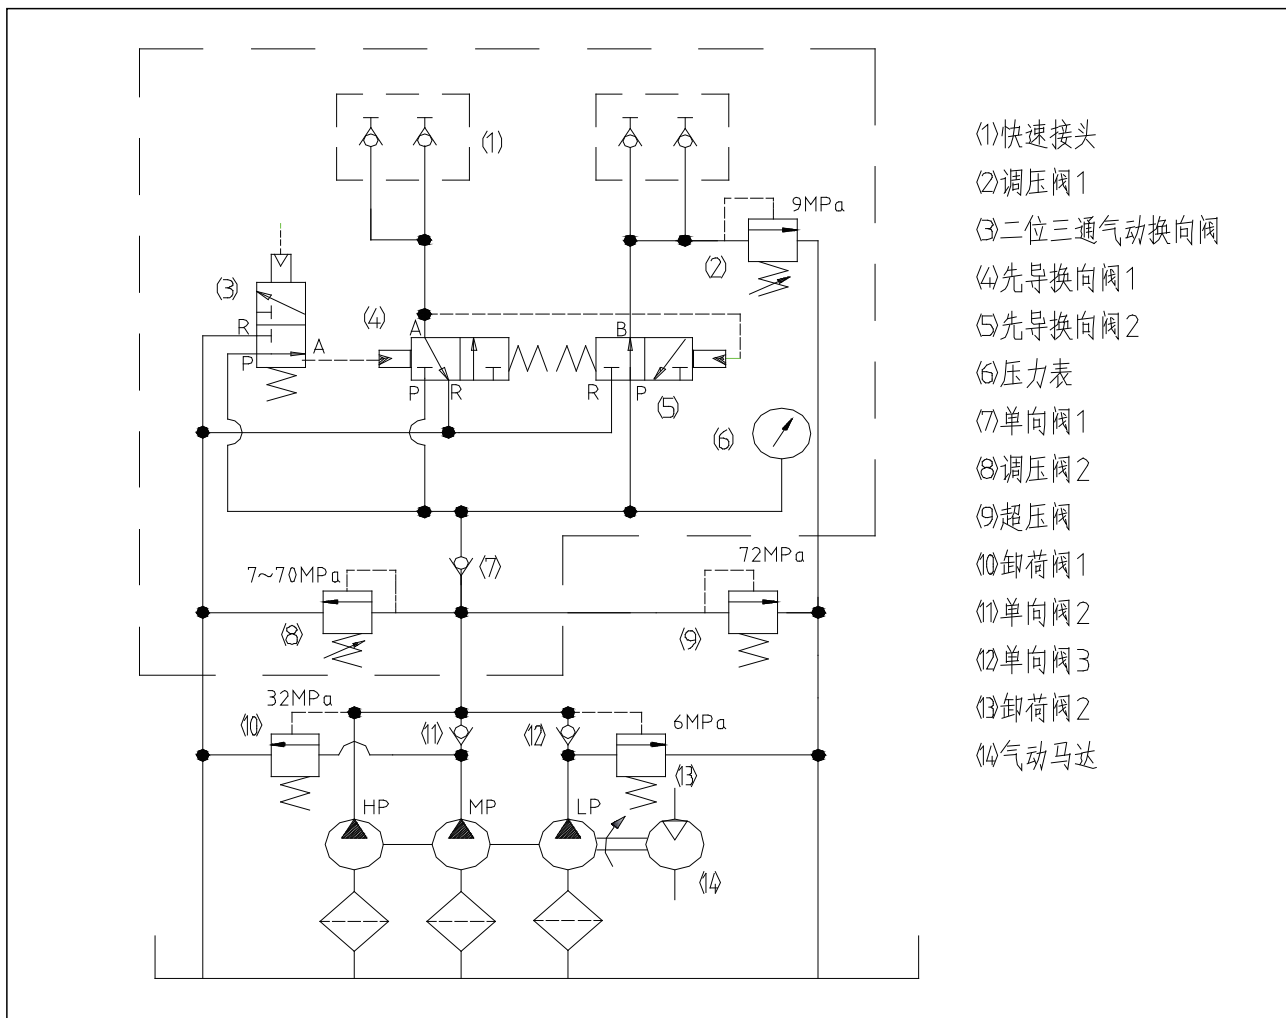 (1)
9MPa
(2)
(3)
(4)
A
B
R
A
P
P
R
R
P
(5)
(6)
(7)
72MPa
7~70MPa
(8)
(9)
32MPa
(10)
(11)
(12)
6MPa
(13)
HP
MP
LP
(14)
(1)快速接头
(2)调压阀1
(3)二位三通气动换向阀
(4)先导换向阀1
(5)先导换向阀2
(6)压力表
(7)单向阀1
(8)调压阀2
(9)超压阀
(10)卸荷阀1
(11)单向阀2
(12)单向阀3
(13)卸荷阀2
(14)气动马达